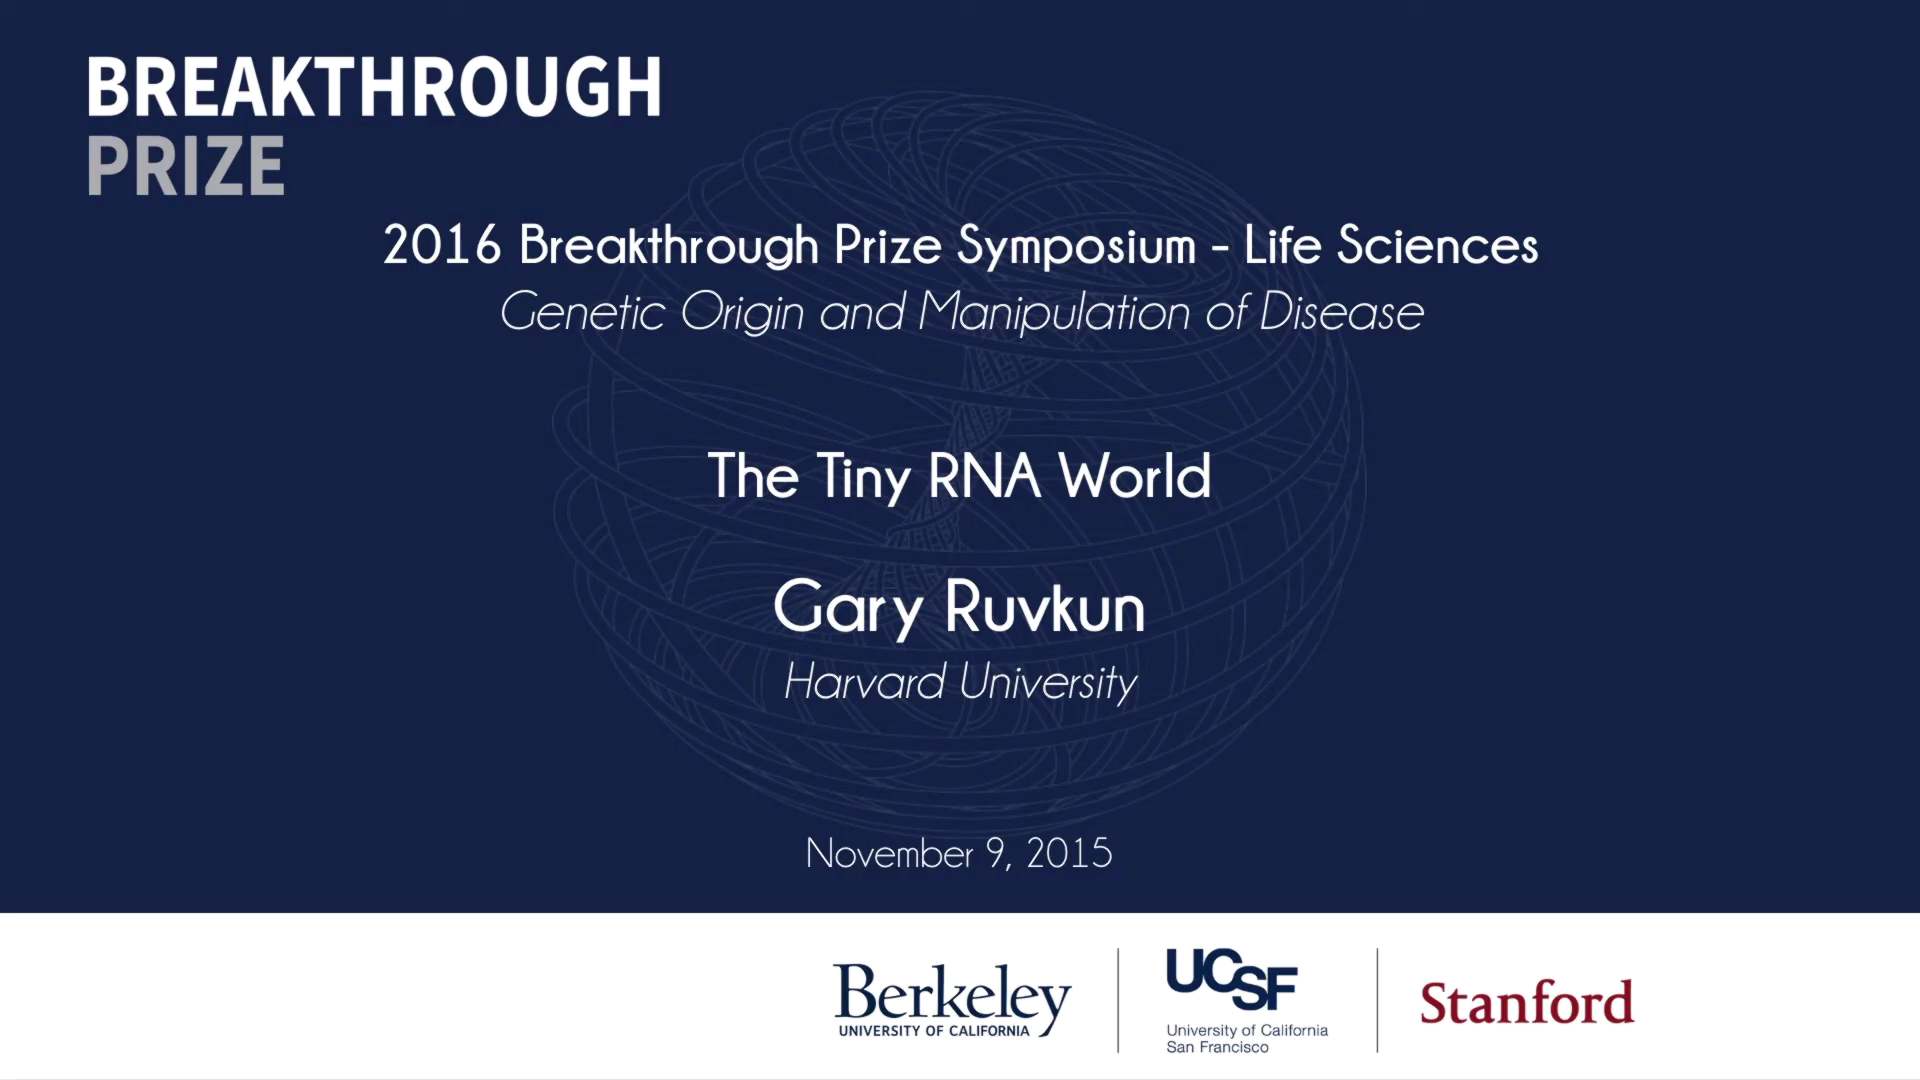 BREAKTHROUGH
PRIZE
2016 Breakthrough Prize Symposium - Life Sciences
Genetic Origin and Manipulation of Disease
The Tiny RNA World
Gary Ruvkun
Harvard University
November 9, 2015
Berkeley
UNIVERSITY OF CALIFORNIA
UCSF
University of California
San Francisco
Stanford